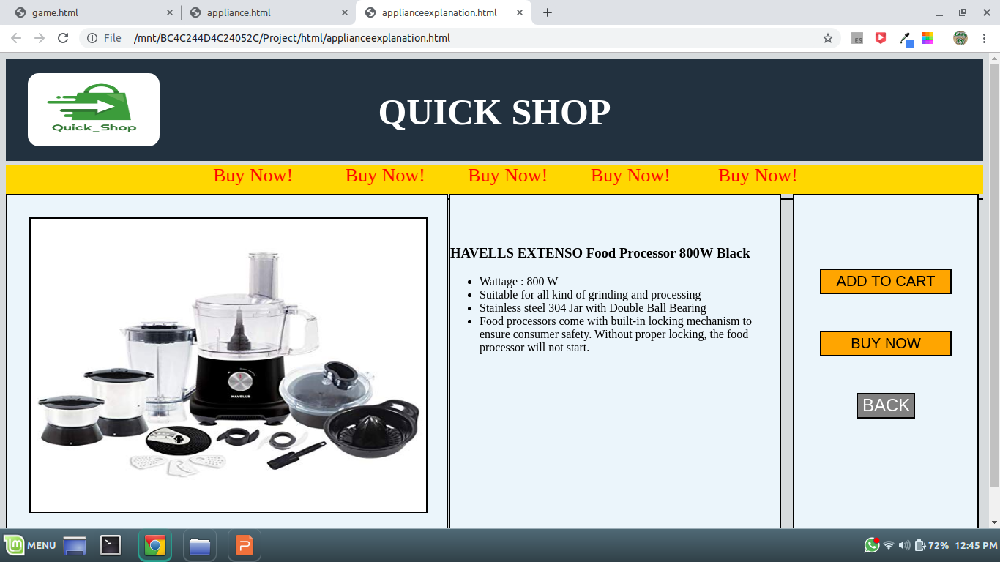 game.html
appliance.html
applianceexplanation.html
File
/mnt/BC4C244D4C24052C/Project/html/applianceexplanation.html
ES
Quick_Shop
QUICK SHOP
Buy Now! Buy Now! Buy Now! Buy Now! Buy Now!
HAVELLS EXTENSO Food Processor 800W Black
• Wattage : 800 W
• Suitable for all kind of grinding and processing
• Stainless steel 304 Jar with Double Ball Bearing
• Food processors come with built-in locking mechanism to
ensure consumer safety. Without proper locking, the food
processor will not start.
HAVELLS
ADD TO CART
BUY NOW
BACK
MENU
72%
12:45 PM